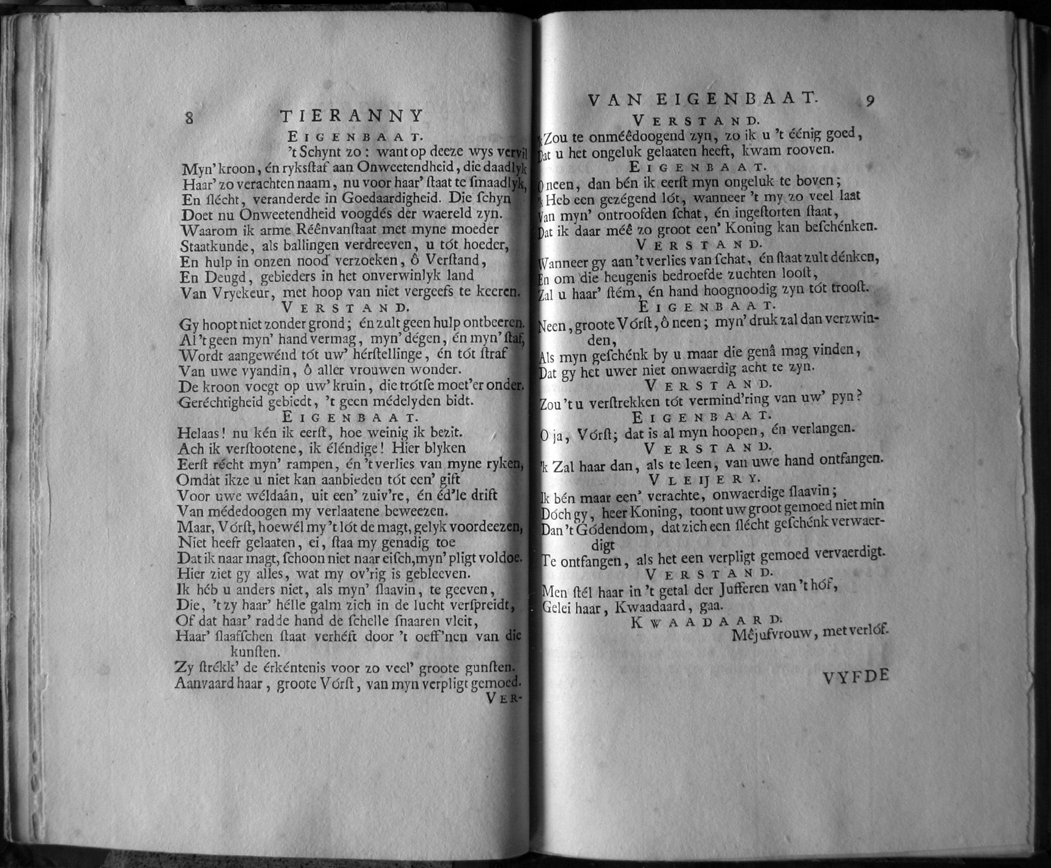 8 TIERANNY
EIGENBAAT.
't Schynt zo: want op deeze wys vervil
Myn' kroon, én ryksſtaf aan Onweetendheid, die daadlyk
Haar' zo verachten naam, nu voor haar' ſtaat te ſmaadlyk,
En ſlécht, veranderde in Goedaardigheid. Die ſchyn
Doet nu Onweetendheid voogdés dér waereld zyn.
Waarom ik arme Réénvanſtaat met myne moeder
Staatkunde, als ballingen verdreeven, u tót hoeder,
En hulp in onzen nood verzoeken, ô Verſtand,
En Deugd, gebieders in het onverwinlyk land
Van Vryekeur, met hoop van niet vergeefs te keeren.
VERSTAND.
Gy hoopt niet zonder grond; én zult geen hulp ontbeeren.
Al 't geen myn' hand vermag, myn' dégen, én myn' ſtaf,
Wordt aangewénd tót uw' hérſtellinge, én tót ſtraf
Van uwe vyandin, ô aller vrouwen wonder.
De kroon voegt op uw' kruin, die trótſe moet'er onder.
Geréchtigheid gebiedt, 't geen médelyden bidt.
EIGENBAAT.
Helaas! nu kén ik eerſt, hoe weinig ik bezit.
Ach ik verſtootene, ik éléndige! Hier blyken
Eerſt récht myn' rampen, én 't verlies van myne ryken,
Omdat ikze u niet kan aanbieden tót een' gift
Voor uwe wéldaân, uit een' zuiv're, én éd'le drift
Van médedoogen my verlaatene beweezen.
Maar, Vórſt, hoewél my 't lót de magt, gelyk voordeezen,
Niet heeft gelaaten, ei, ſtaa my genadig toe
Dat ik naar magt, ſchoon niet naar eiſch, myn' pligt voldoe.
Hier ziet gy alles, wat my ov'rig is gebleeven.
Ik héb u anders niet, als myn' ſlaavin, te geeven,
Die, 't zy haar' hélle galm zich in de lucht verſpreidt,
Of dat haar' radde hand de ſchelle ſnaaren vleit,
Haar' ſlaafſchen ſtaat verhéft door 't oeff'nen van die
kunſten.
Zy ſtrékk' de érkéntenis voor zo veel' groote gunſten.
Aanvaard haar, groote Vórſt, van myn verpligt gemoed.
VER-
VAN EIGENBAAT. 9
VERSTAND.
Zou te onméêdoogend zyn, zo ik u 't éénig goed,
Dat u het ongeluk gelaaten heeft, kwam rooven.
EIGENBAAT.
O neen, dan bén ik eerſt myn ongeluk te boven;
Heb een gezégend lót, wanneer 't my zo veel laat
Van myn' ontroofden ſchat, én ingeſtorten ſtaat,
Dat ik daar méê zo groot een' Koning kan beſchénken.
VERSTAND.
Wanneer gy aan 't verlies van ſchat, én ſtaat zult dénken,
En om die heugenis bedroefde zuchten looſt,
Zal u haar' ſtém, én hand hoognoodig zyn tót trooſt.
EIGENBAAT.
Neen, groote Vórſt, ô neen; myn' druk zal dan verzwin-
den,
Als myn geſchénk by u maar die genâ mag vinden,
Dat gy het uwer niet onwaerdig acht te zyn.
VERSTAND.
Zou 't u verſtrekken tót vermind'ring van uw' pyn?
EIGENBAAT.
O ja, Vórſt; dat is al myn hoopen, én verlangen.
VERSTAND.
'k Zal haar dan, als te leen, van uwe hand ontfangen.
VLEIJERY.
Ik bén maar een' verachte, onwaerdige ſlaavin;
Dóch gy, heer Koning, toont uw groot gemoed niet min
Dan 't Gódendom, dat zich een ſlécht geſchénk verwaer-
digt
Te ontfangen, als het een verpligt gemoed vervaerdigt.
VERSTAND.
Men ſtél haar in 't getal der Jufferen van 't hóf,
Gelei haar, Kwaadaard, gaa.
KWAADAARD.
Mêjufvrouw, met verlóf.
VYFDE